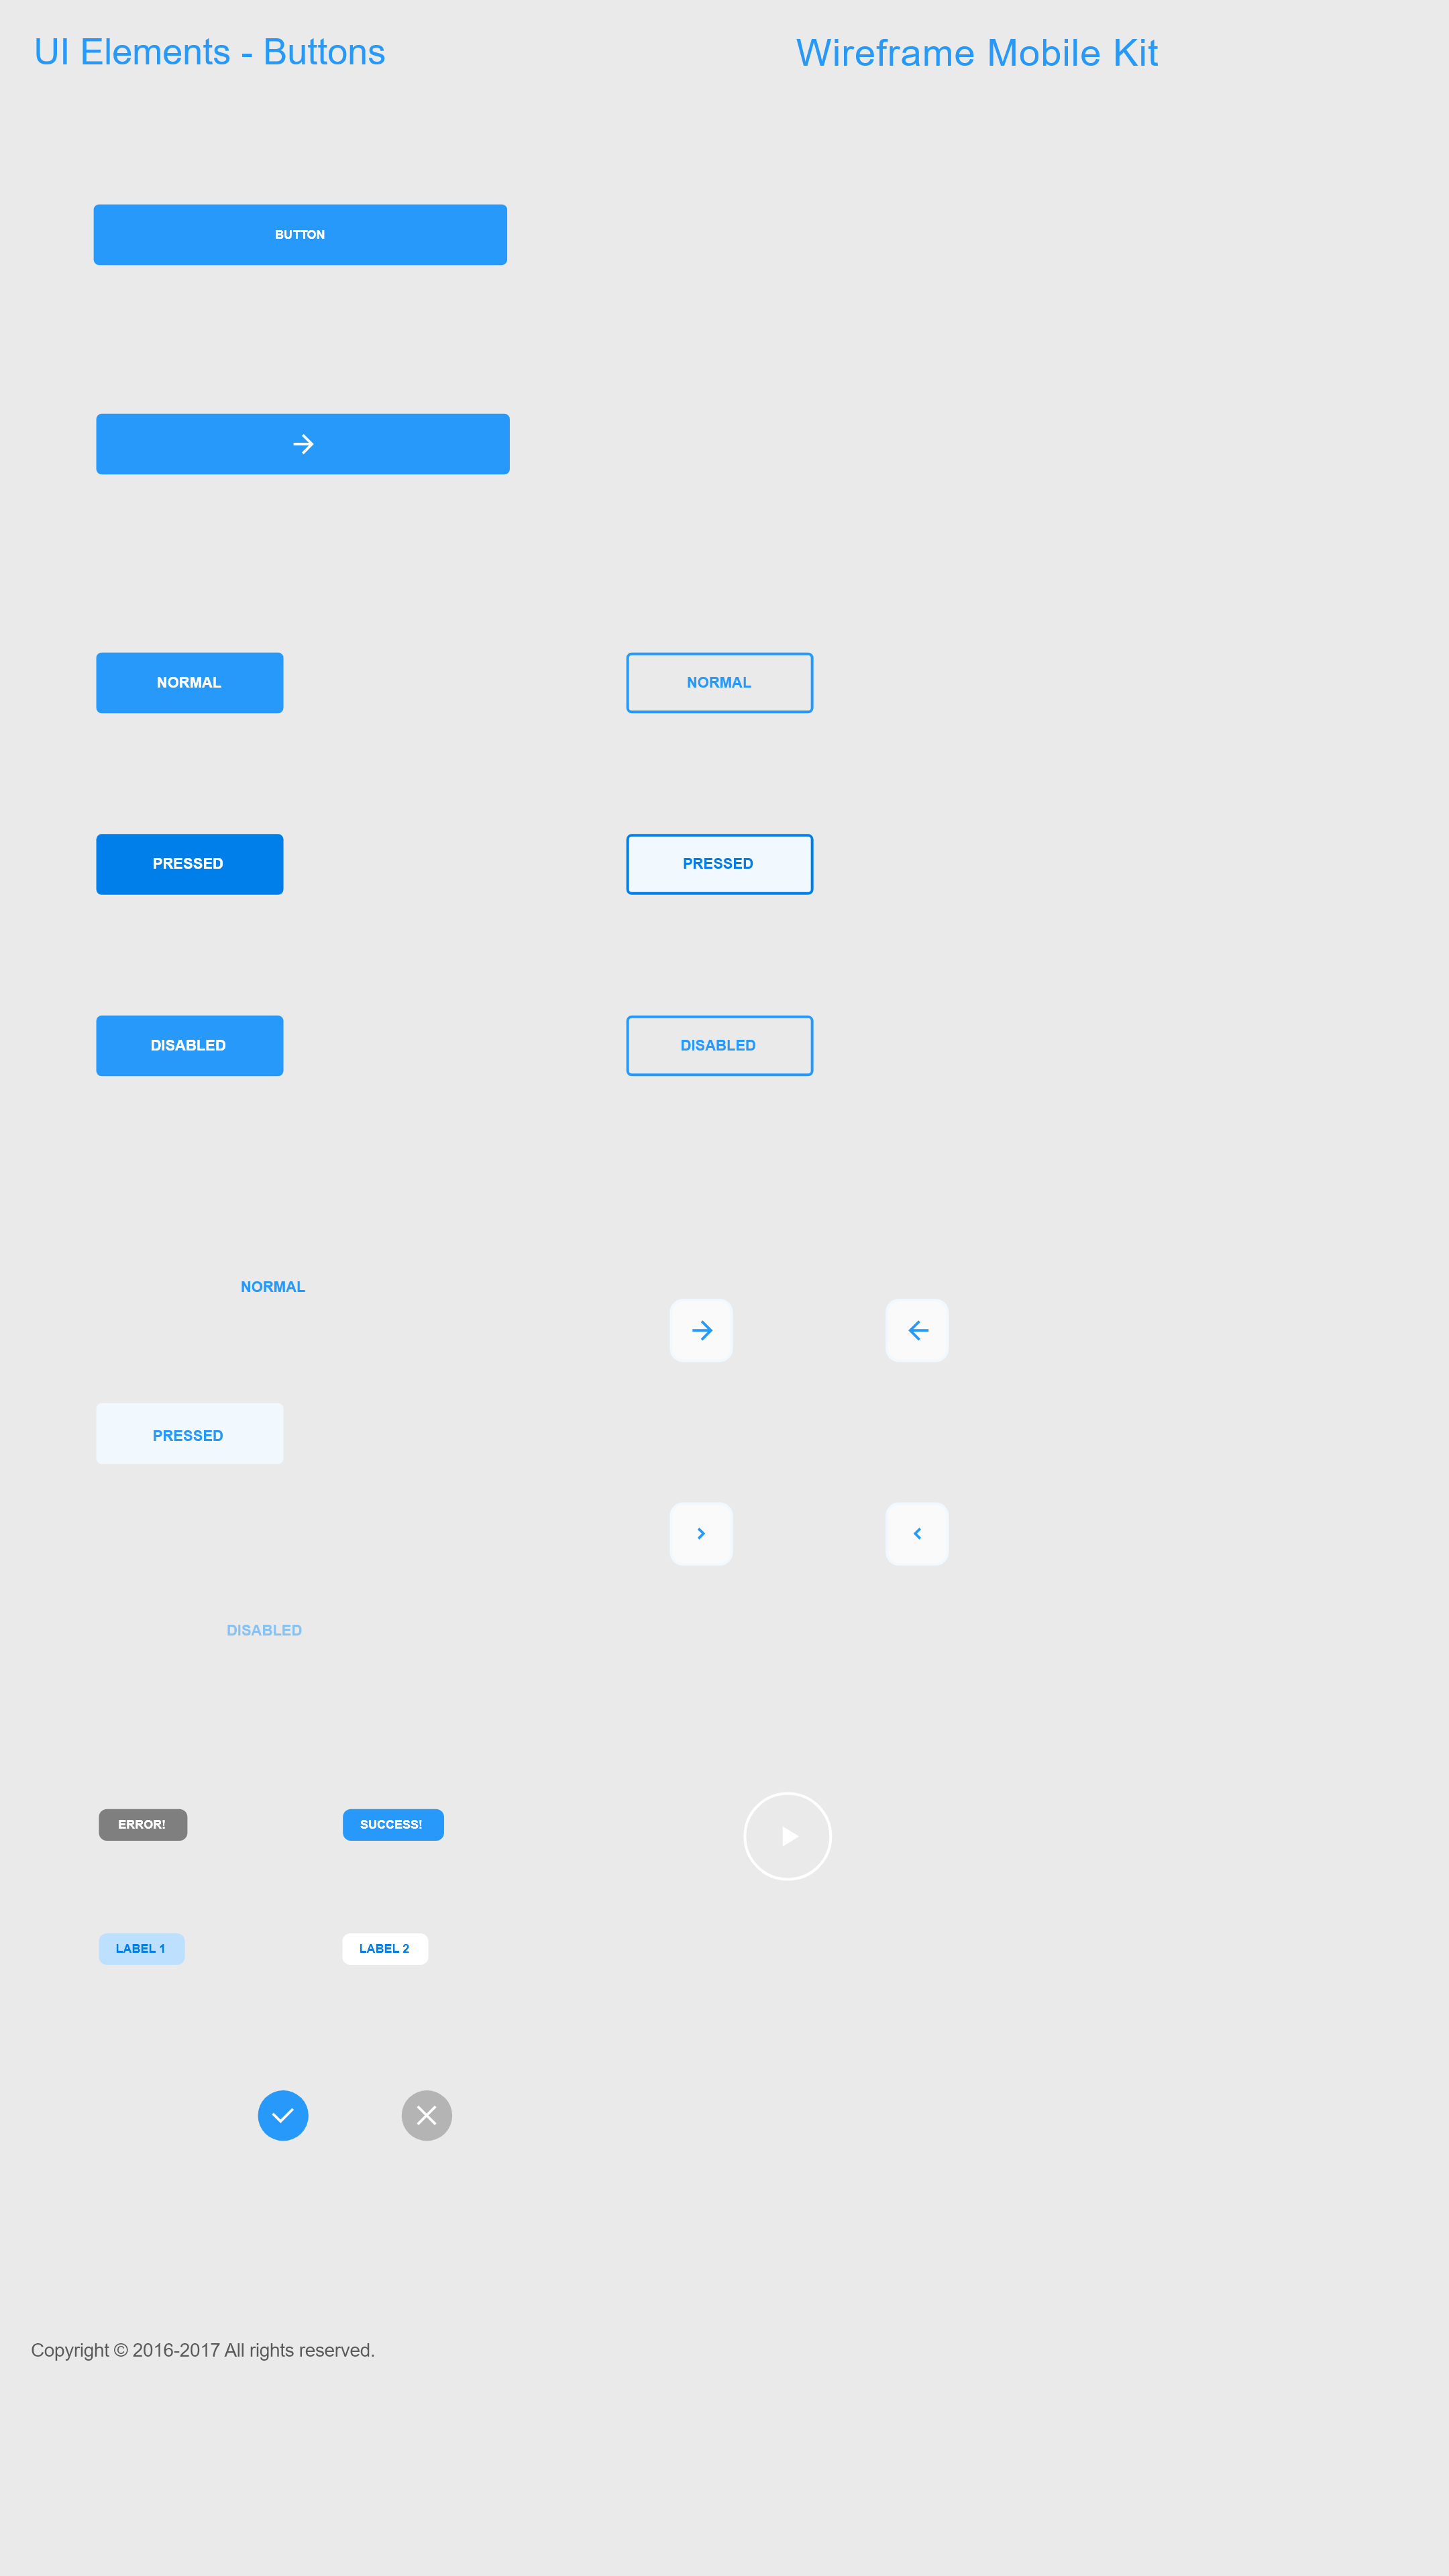 UI Elements - Buttons
Wireframe Mobile Kit
BUTTON
NORMAL
NORMAL
PRESSED
PRESSED
DISABLED
DISABLED
NORMAL
PRESSED
DISABLED
ERROR!
SUCCESS!
LABEL 1
LABEL 2
Copyright © 2016-2017 All rights reserved.